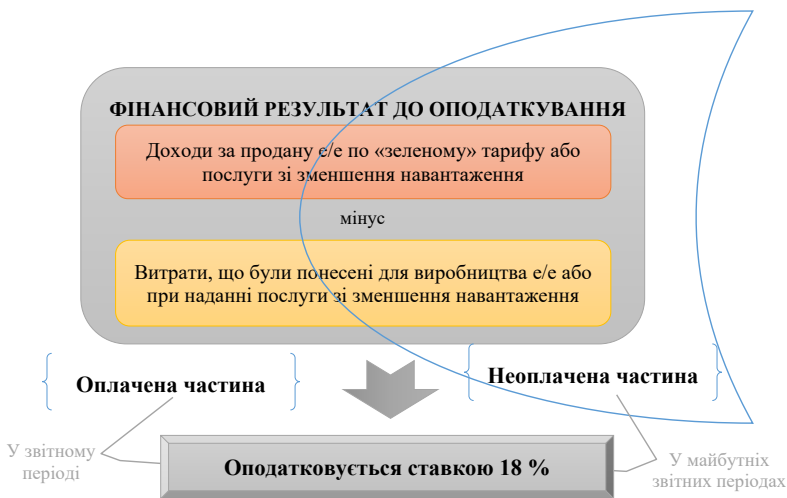 ФІНАНСОВИЙ РЕЗУЛЬТАТ ДО ОПОДАТКУВАННЯ
Доходи за продану е/е по «зеленому» тарифу або
послуги зі зменшення навантаження
мінус
Витрати, що були понесені для виробництва е/е або
при наданні послуги зі зменшення навантаження
Оплачена частина
Неоплачена частина
У звітному
періоді
Оподатковується ставкою 18 %
У майбутніх
звітних періодах